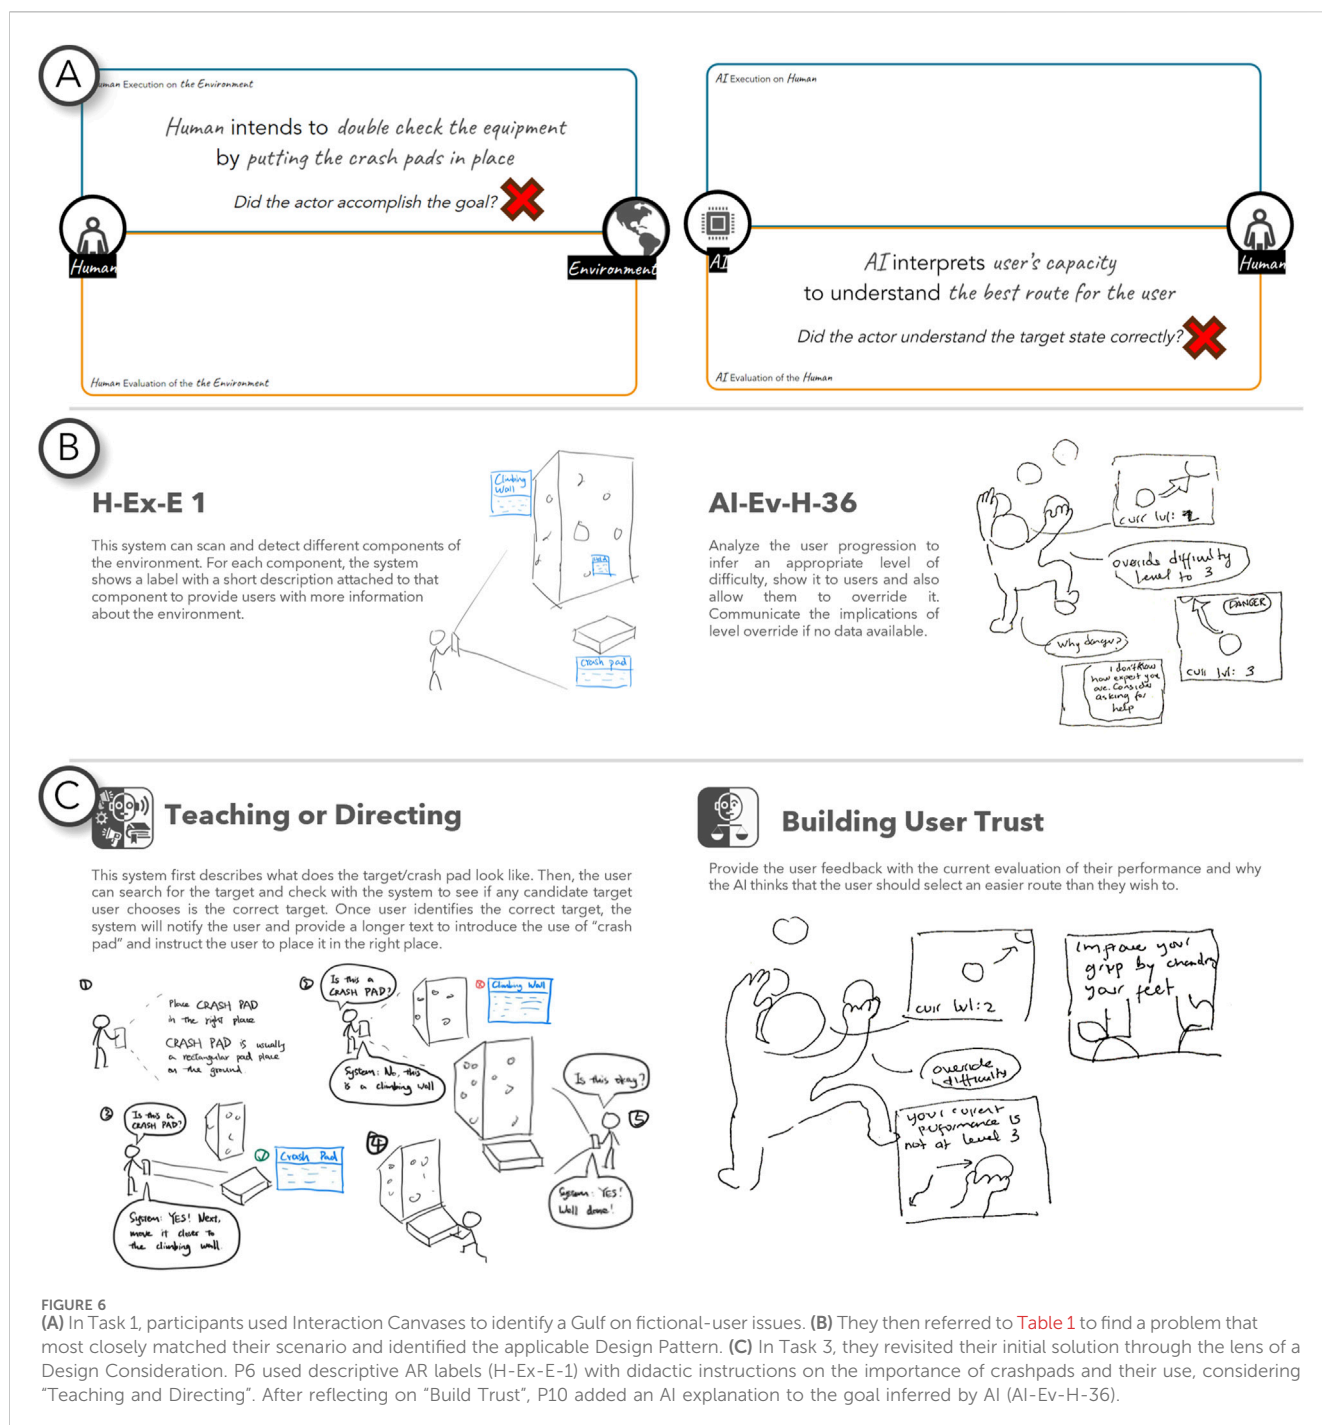 A
Human Execution on the Environment
Human intends to double check the equipment
by putting the crash pads in place
Did the actor accomplish the goal?
Human
Environment
Human Evaluation of the the Environment
AI Execution on Human
AI
Human
AI interprets user's capacity
to understand the best route for the user
Did the actor understand the target state correctly?
AI Evaluation of the Human
B
H-Ex-E 1
This system can scan and detect different components of
the environment. For each component, the system
shows a label with a short description attached to that
component to provide users with more information
about the environment.
Climbing
Wall
Crash pad
AI-Ev-H-36
Analyze the user progression to
infer an appropriate level of
difficulty, show it to users and also
allow them to override it.
Communicate the implications of
level override if no data available.
curr lvl: 2
override difficulty
level to 3
DANGER
curr lvl: 3
why danger?
I don't know
how expert you
are. Consider
asking for
help
C
Teaching or Directing
This system first describes what does the target/crash pad look like. Then, the user
can search for the target and check with the system to see if any candidate target
user chooses is the correct target. Once user identifies the correct target, the
system will notify the user and provide a longer text to introduce the use of "crash
pad" and instruct the user to place it in the right place.
1
Place CRASH PAD
in the right place
CRASH PAD is usually
a rectangular pad place
on the ground.
2
Is this a
CRASH PAD?
Climbing Wall
System: No, this
is a climbing wall
3
Is this a
CRASH PAD?
Crash Pad
System: YES! Next,
move it closer to
the climbing wall.
4
5
Is this okay?
System: YES!
Well done!
Building User Trust
Provide the user feedback with the current evaluation of their performance and why
the AI thinks that the user should select an easier route than they wish to.
curr lvl: 2
override
difficulty
your current
performance is
not at level 3
improve your
grip by
your feet
FIGURE 6
(A) In Task 1, participants used Interaction Canvases to identify a Gulf on fictional-user issues. (B) They then referred to Table 1 to find a problem that
most closely matched their scenario and identified the applicable Design Pattern. (C) In Task 3, they revisited their initial solution through the lens of a
Design Consideration. P6 used descriptive AR labels (H-Ex-E-1) with didactic instructions on the importance of crashpads and their use, considering
"Teaching and Directing". After reflecting on "Build Trust", P10 added an AI explanation to the goal inferred by AI (AI-Ev-H-36).